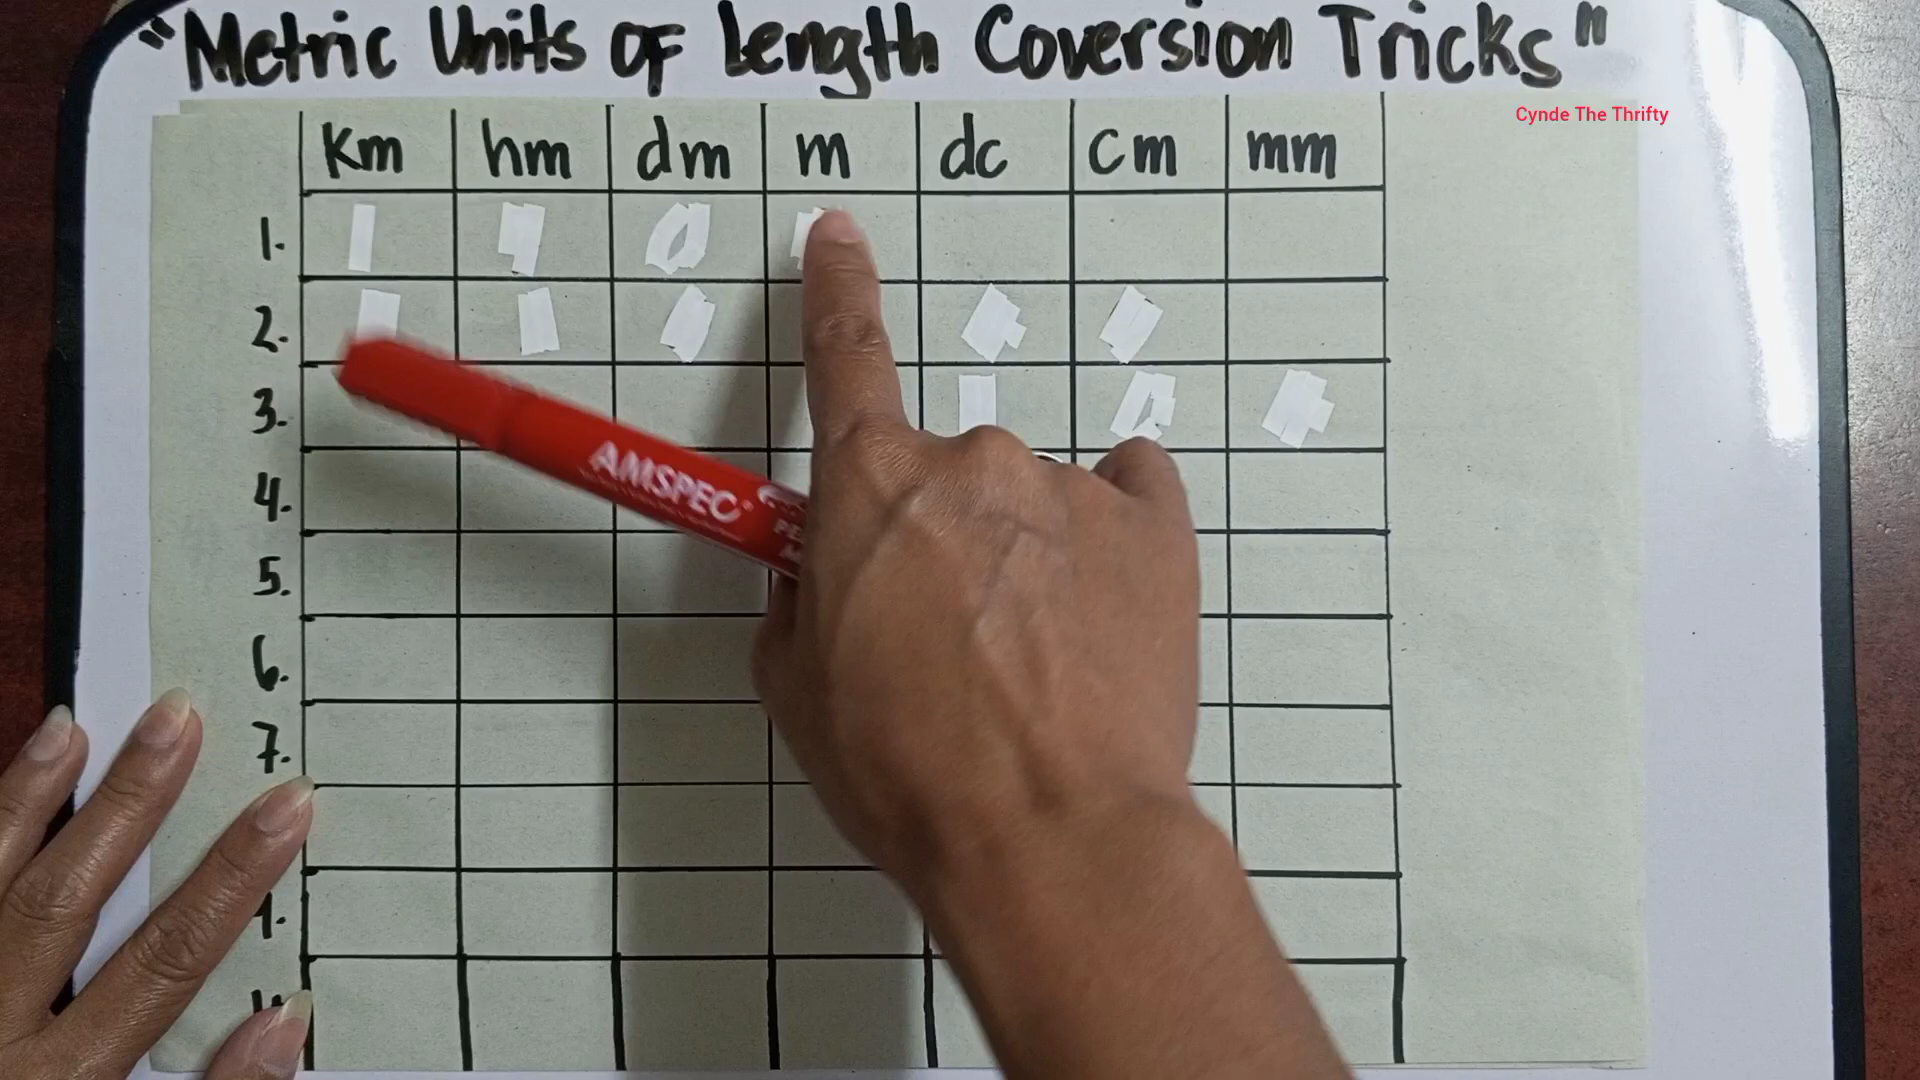 "Metric Units of Length Coversion Tricks"
Cynde The Thrifty
Km hm dm m dc cm mm
1.
2.
3.
4.
5.
6.
7.
AMSPEC